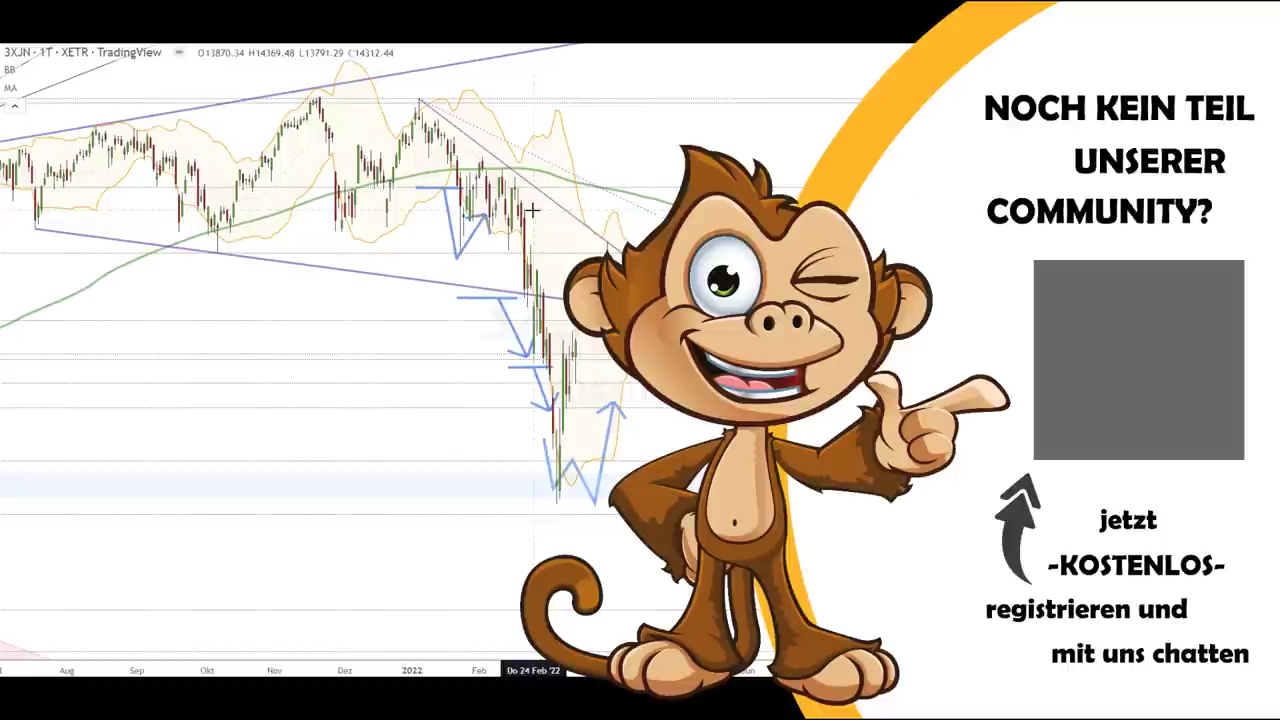 3XJN · 1T · XETR · TradingView
O13870.34 H14369.48 L13791.29 C14312.44
BB
MA
NOCH KEIN TEIL
UNSERER
COMMUNITY?
jetzt
-KOSTENLOS-
registrieren und
mit uns chatten
Aug Sep Okt Nov Dez 2022 Feb Do 24 Feb '22